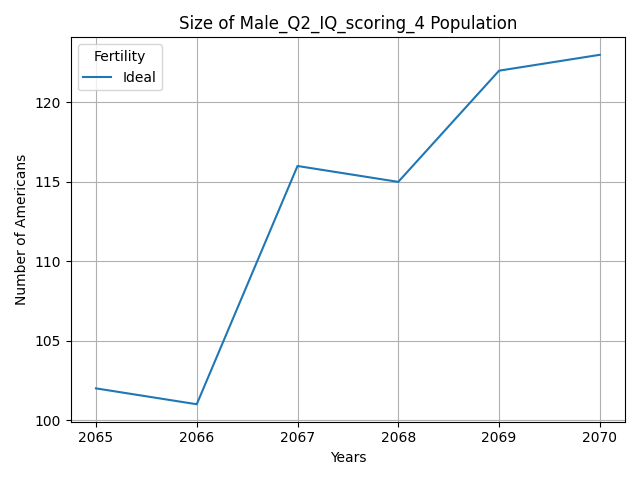 Size of Male_Q2_IQ_scoring_4 Population
Fertility
Ideal
Number of Americans
120
115
110
105
100
2065 2066 2067 2068 2069 2070
Years